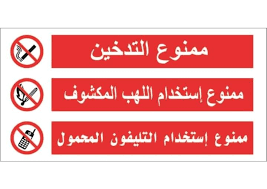 ممنوع التدخين
ممنوع إستخدام اللهب المكشوف
ممنوع إستخدام التليفون المحمول